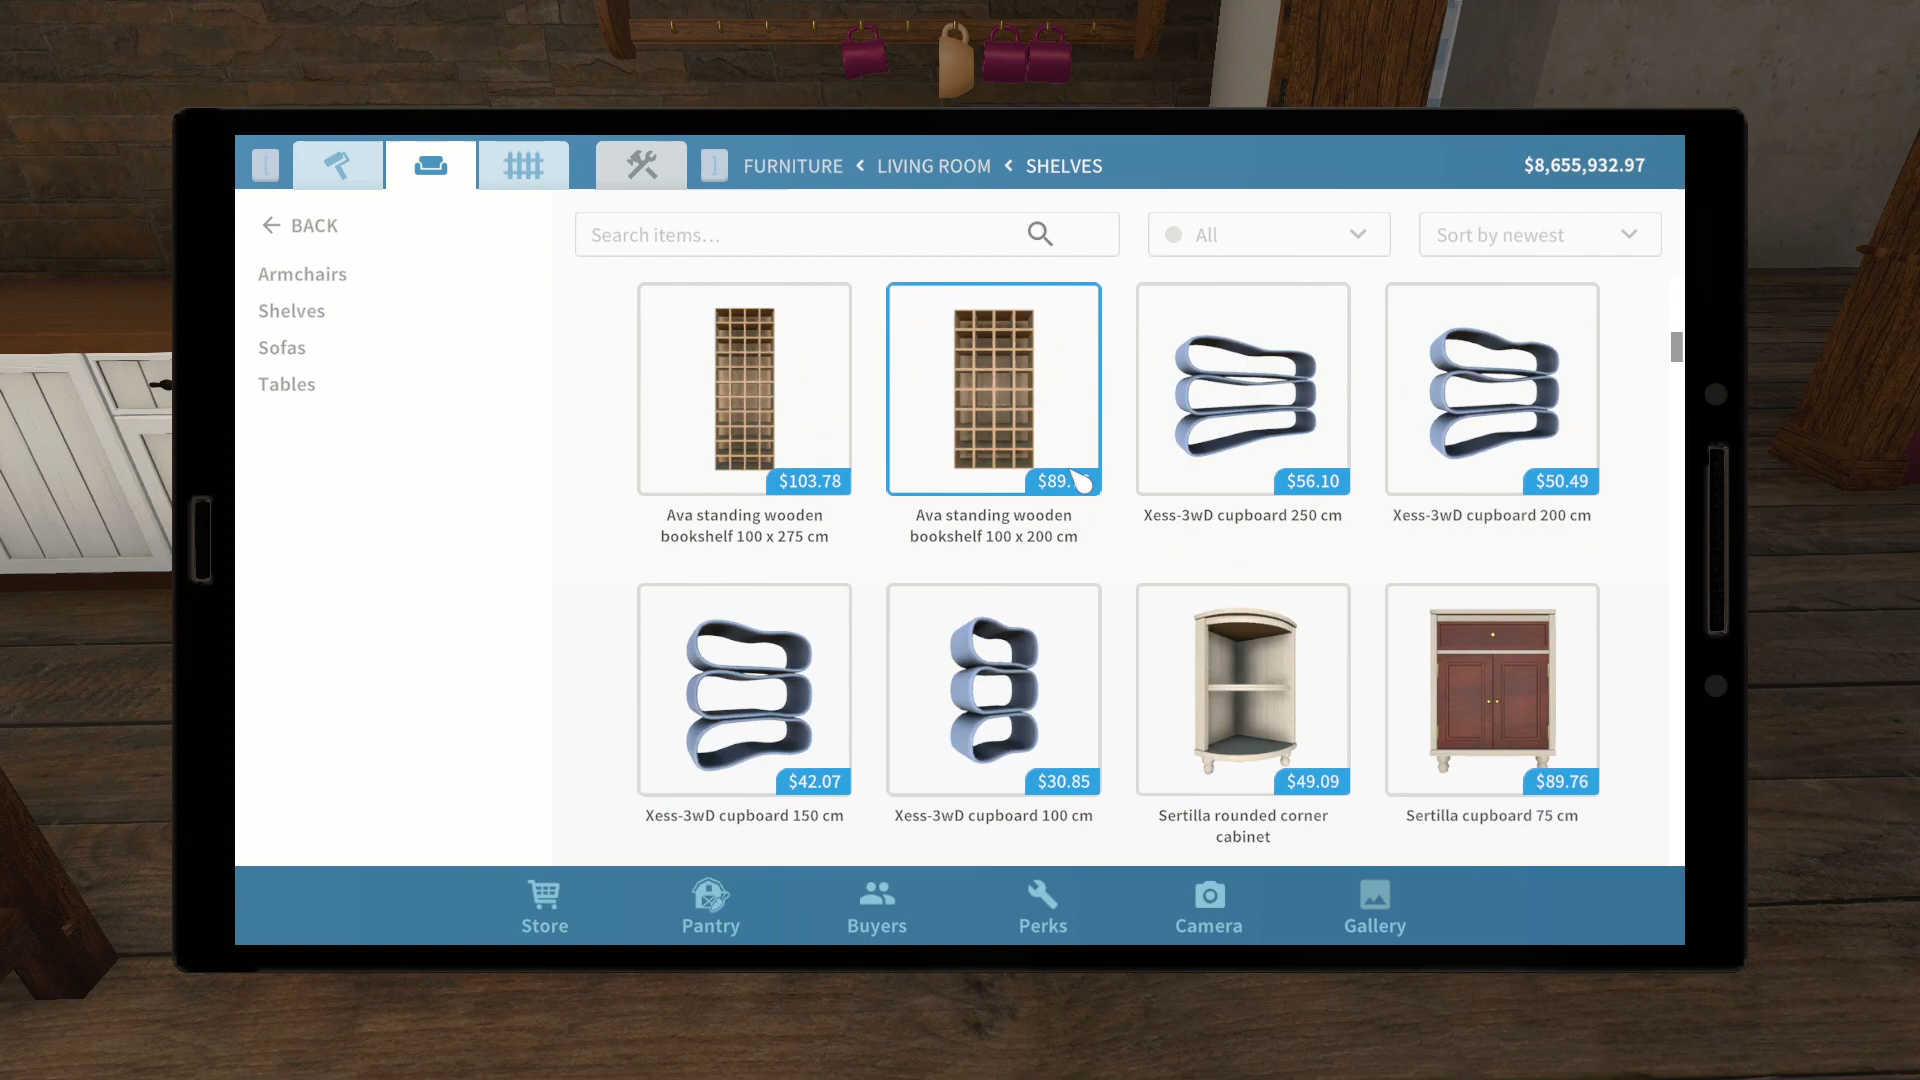 [
]
FURNITURE < LIVING ROOM < SHELVES
$8,655,932.97
BACK
Armchairs
Shelves
Sofas
Tables
Search items...
All
Sort by newest
$103.78
$89.
$56.10
$50.49
Ava standing wooden
bookshelf 100 x 275 cm
Ava standing wooden
bookshelf 100 x 200 cm
Xess-3wD cupboard 250 cm
Xess-3wD cupboard 200 cm
$42.07
$30.85
$49.09
$89.76
Xess-3wD cupboard 150 cm
Xess-3wD cupboard 100 cm
Sertilla rounded corner
cabinet
Sertilla cupboard 75 cm
Store
Pantry
Buyers
Perks
Camera
Gallery